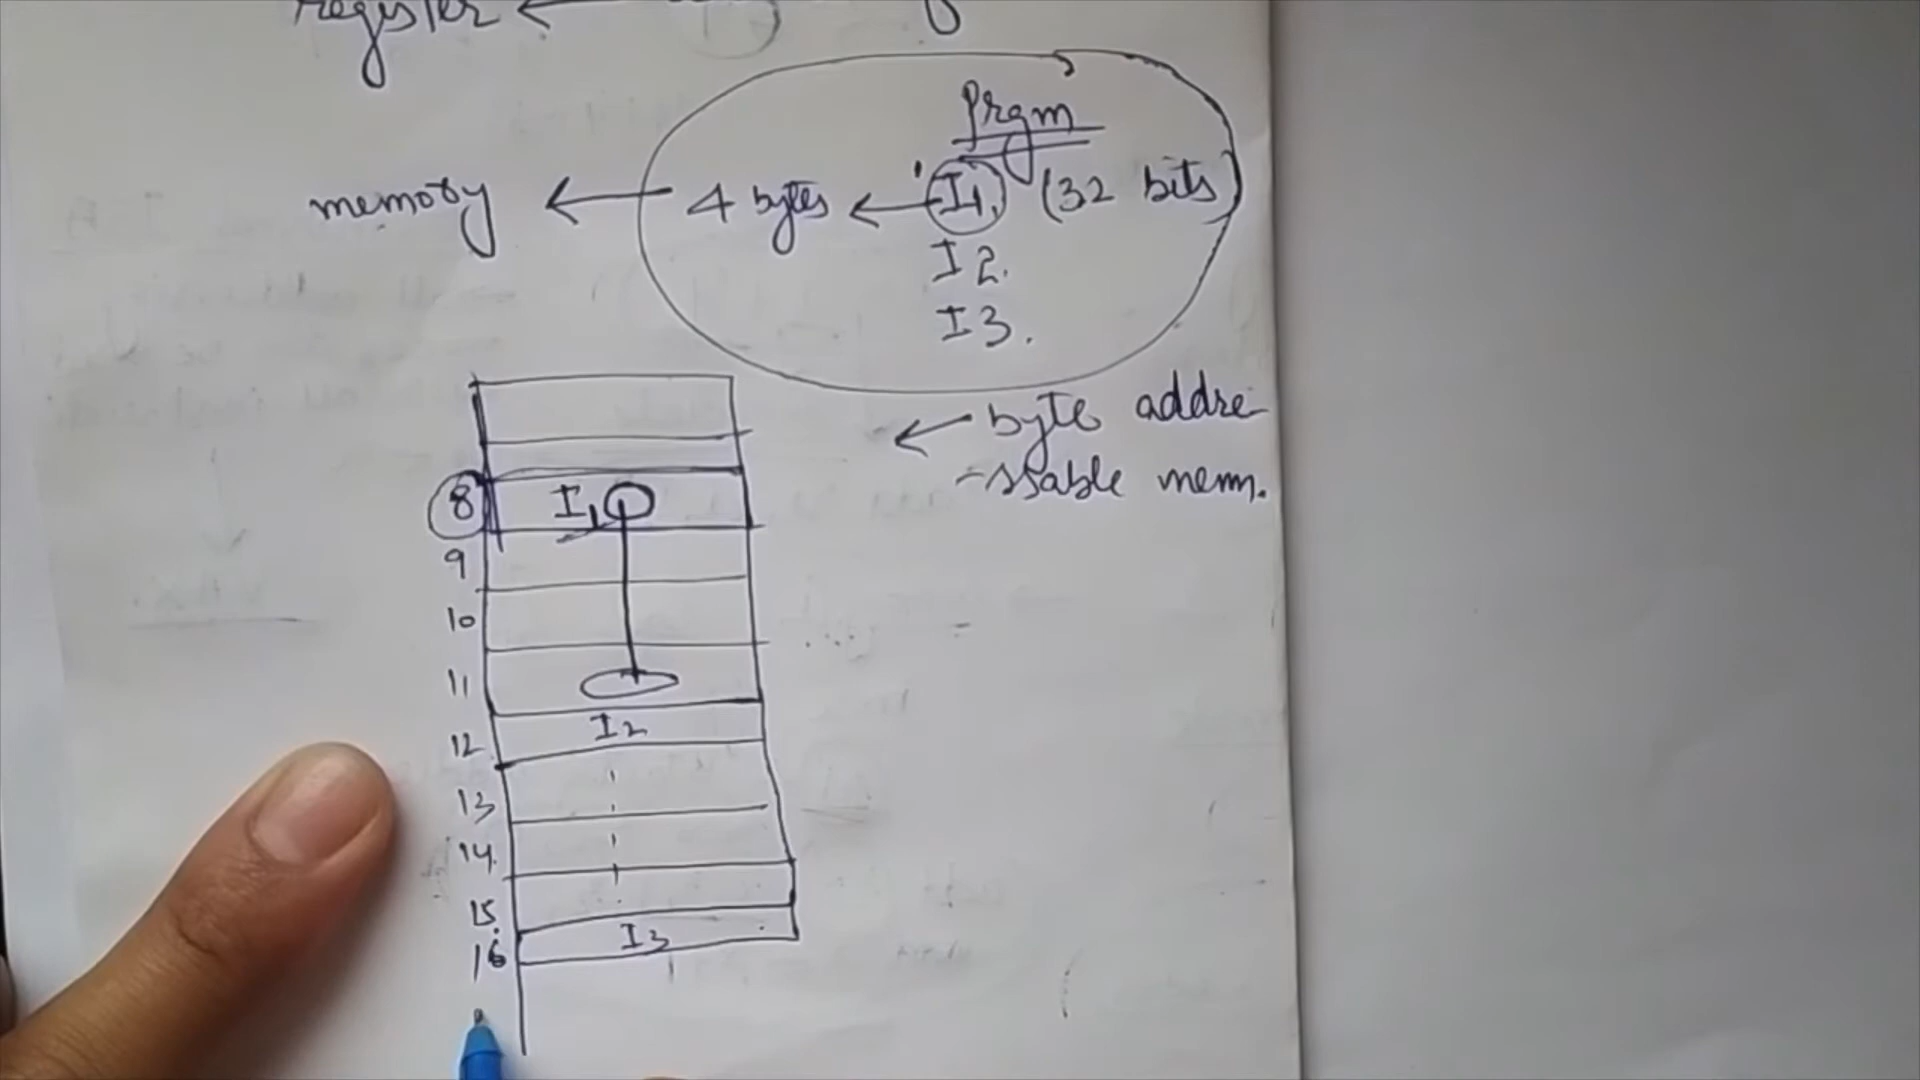 register ←
Prgm
memory ← 4 bytes ← I1. (32 bits)
I2.
I3.
← byte addre
-ssable mem.
8 I1
9
10
11
12 I2
13
14.
15.
16 I3